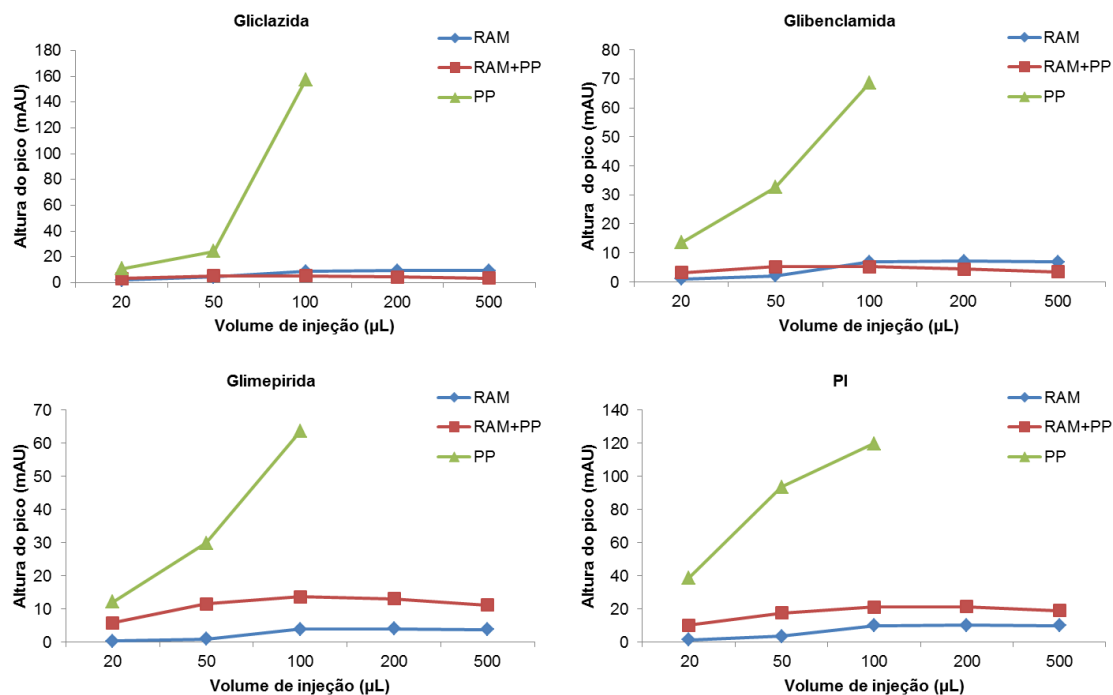 Gliclazida
RAM
RAM+PP
PP
Altura do pico (mAU)
180
160
140
120
100
80
60
40
20
0
20 50 100 200 500
Volume de injeção (µL)
Glibenclamida
RAM
RAM+PP
PP
Altura do pico (mAU)
80
70
60
50
40
30
20
10
0
20 50 100 200 500
Volume de injeção (µL)
Glimepirida
RAM
RAM+PP
PP
Altura do pico (mAU)
70
60
50
40
30
20
10
0
20 50 100 200 500
Volume de injeção (µL)
PI
RAM
RAM+PP
PP
Altura do pico (mAU)
140
120
100
80
60
40
20
0
20 50 100 200 500
Volume de injeção (µL)